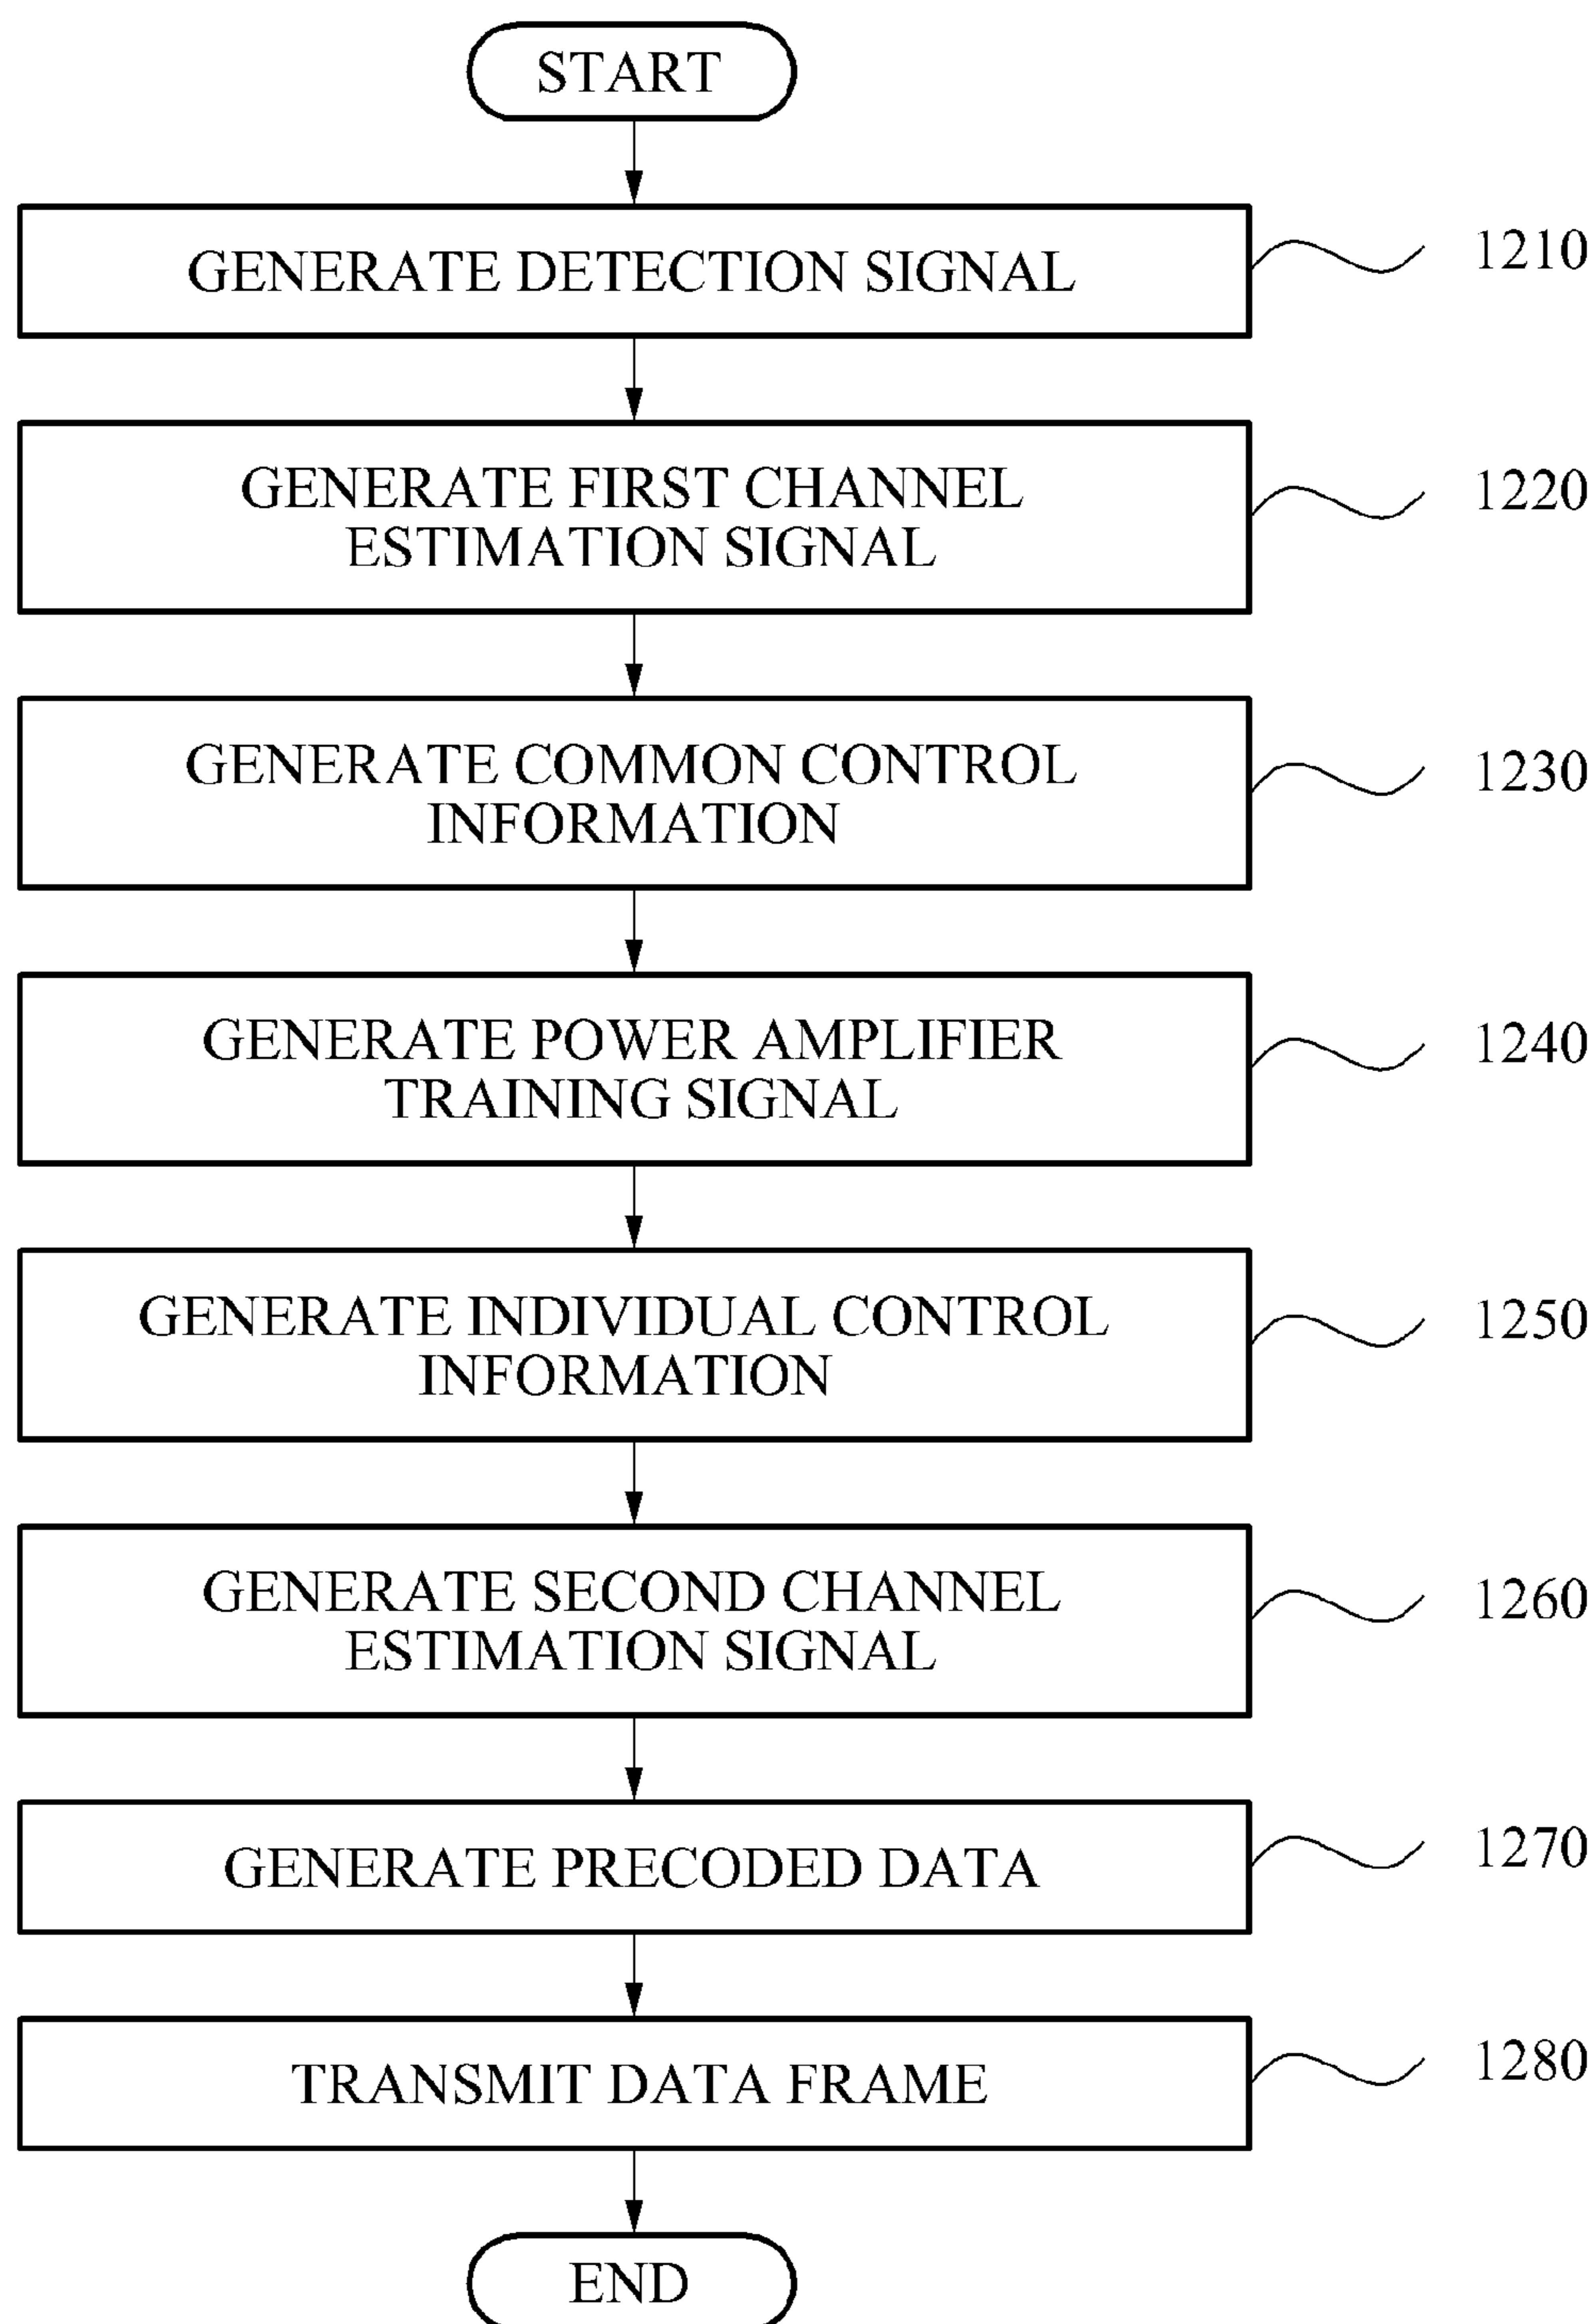 START
GENERATE DETECTION SIGNAL
1210
GENERATE FIRST CHANNEL
ESTIMATION SIGNAL
1220
GENERATE COMMON CONTROL
INFORMATION
1230
GENERATE POWER AMPLIFIER
TRAINING SIGNAL
1240
GENERATE INDIVIDUAL CONTROL
INFORMATION
1250
GENERATE SECOND CHANNEL
ESTIMATION SIGNAL
1260
GENERATE PRECODED DATA
1270
TRANSMIT DATA FRAME
1280
END